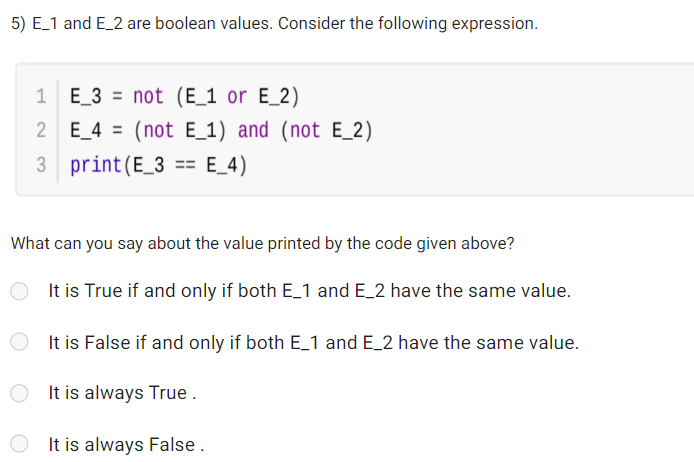 5) E_1 and E_2 are boolean values. Consider the following expression.
1 E_3 = not (E_1 or E_2)
2 E_4 = (not E_1) and (not E_2)
3 print(E_3 == E_4)
What can you say about the value printed by the code given above?
It is True if and only if both E_1 and E_2 have the same value.
It is False if and only if both E_1 and E_2 have the same value.
It is always True .
It is always False .